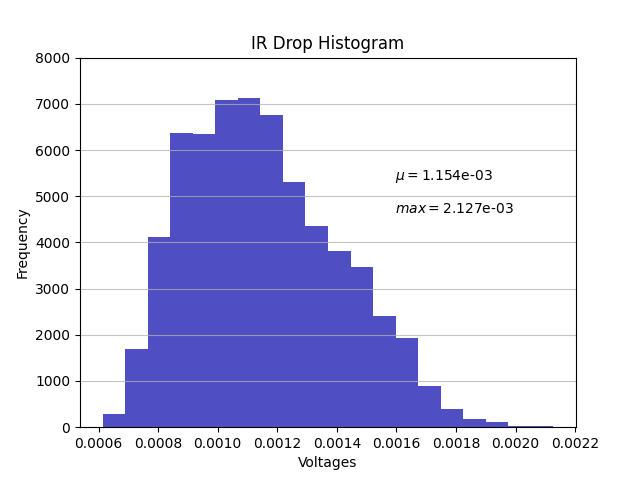 IR Drop Histogram
8000
7000
6000
5000
4000
3000
2000
1000
0
Frequency
μ = 1.154e-03
max = 2.127e-03
0.0006 0.0008 0.0010 0.0012 0.0014 0.0016 0.0018 0.0020 0.0022
Voltages